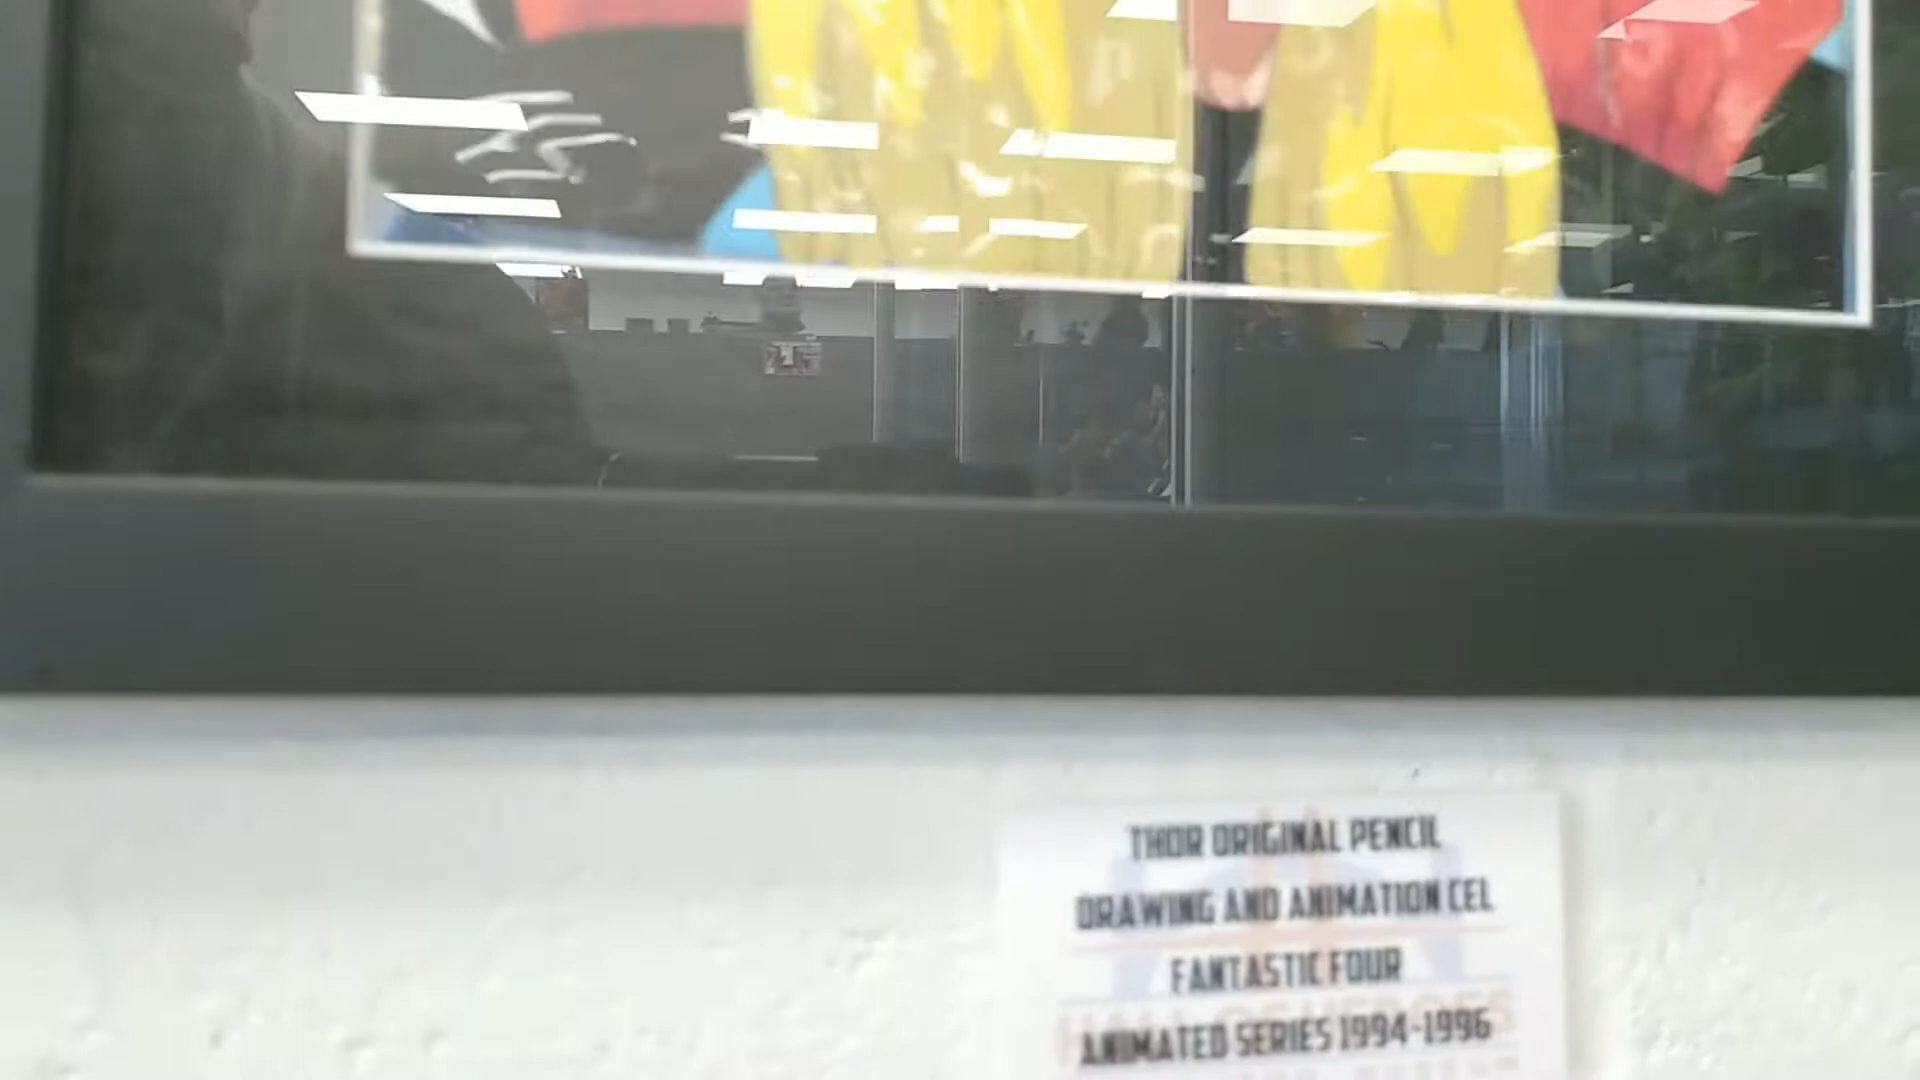 THOR ORIGINAL PENCIL
DRAWING AND ANIMATION CEL
FANTASTIC FOUR
ANIMATED SERIES 1994-1996